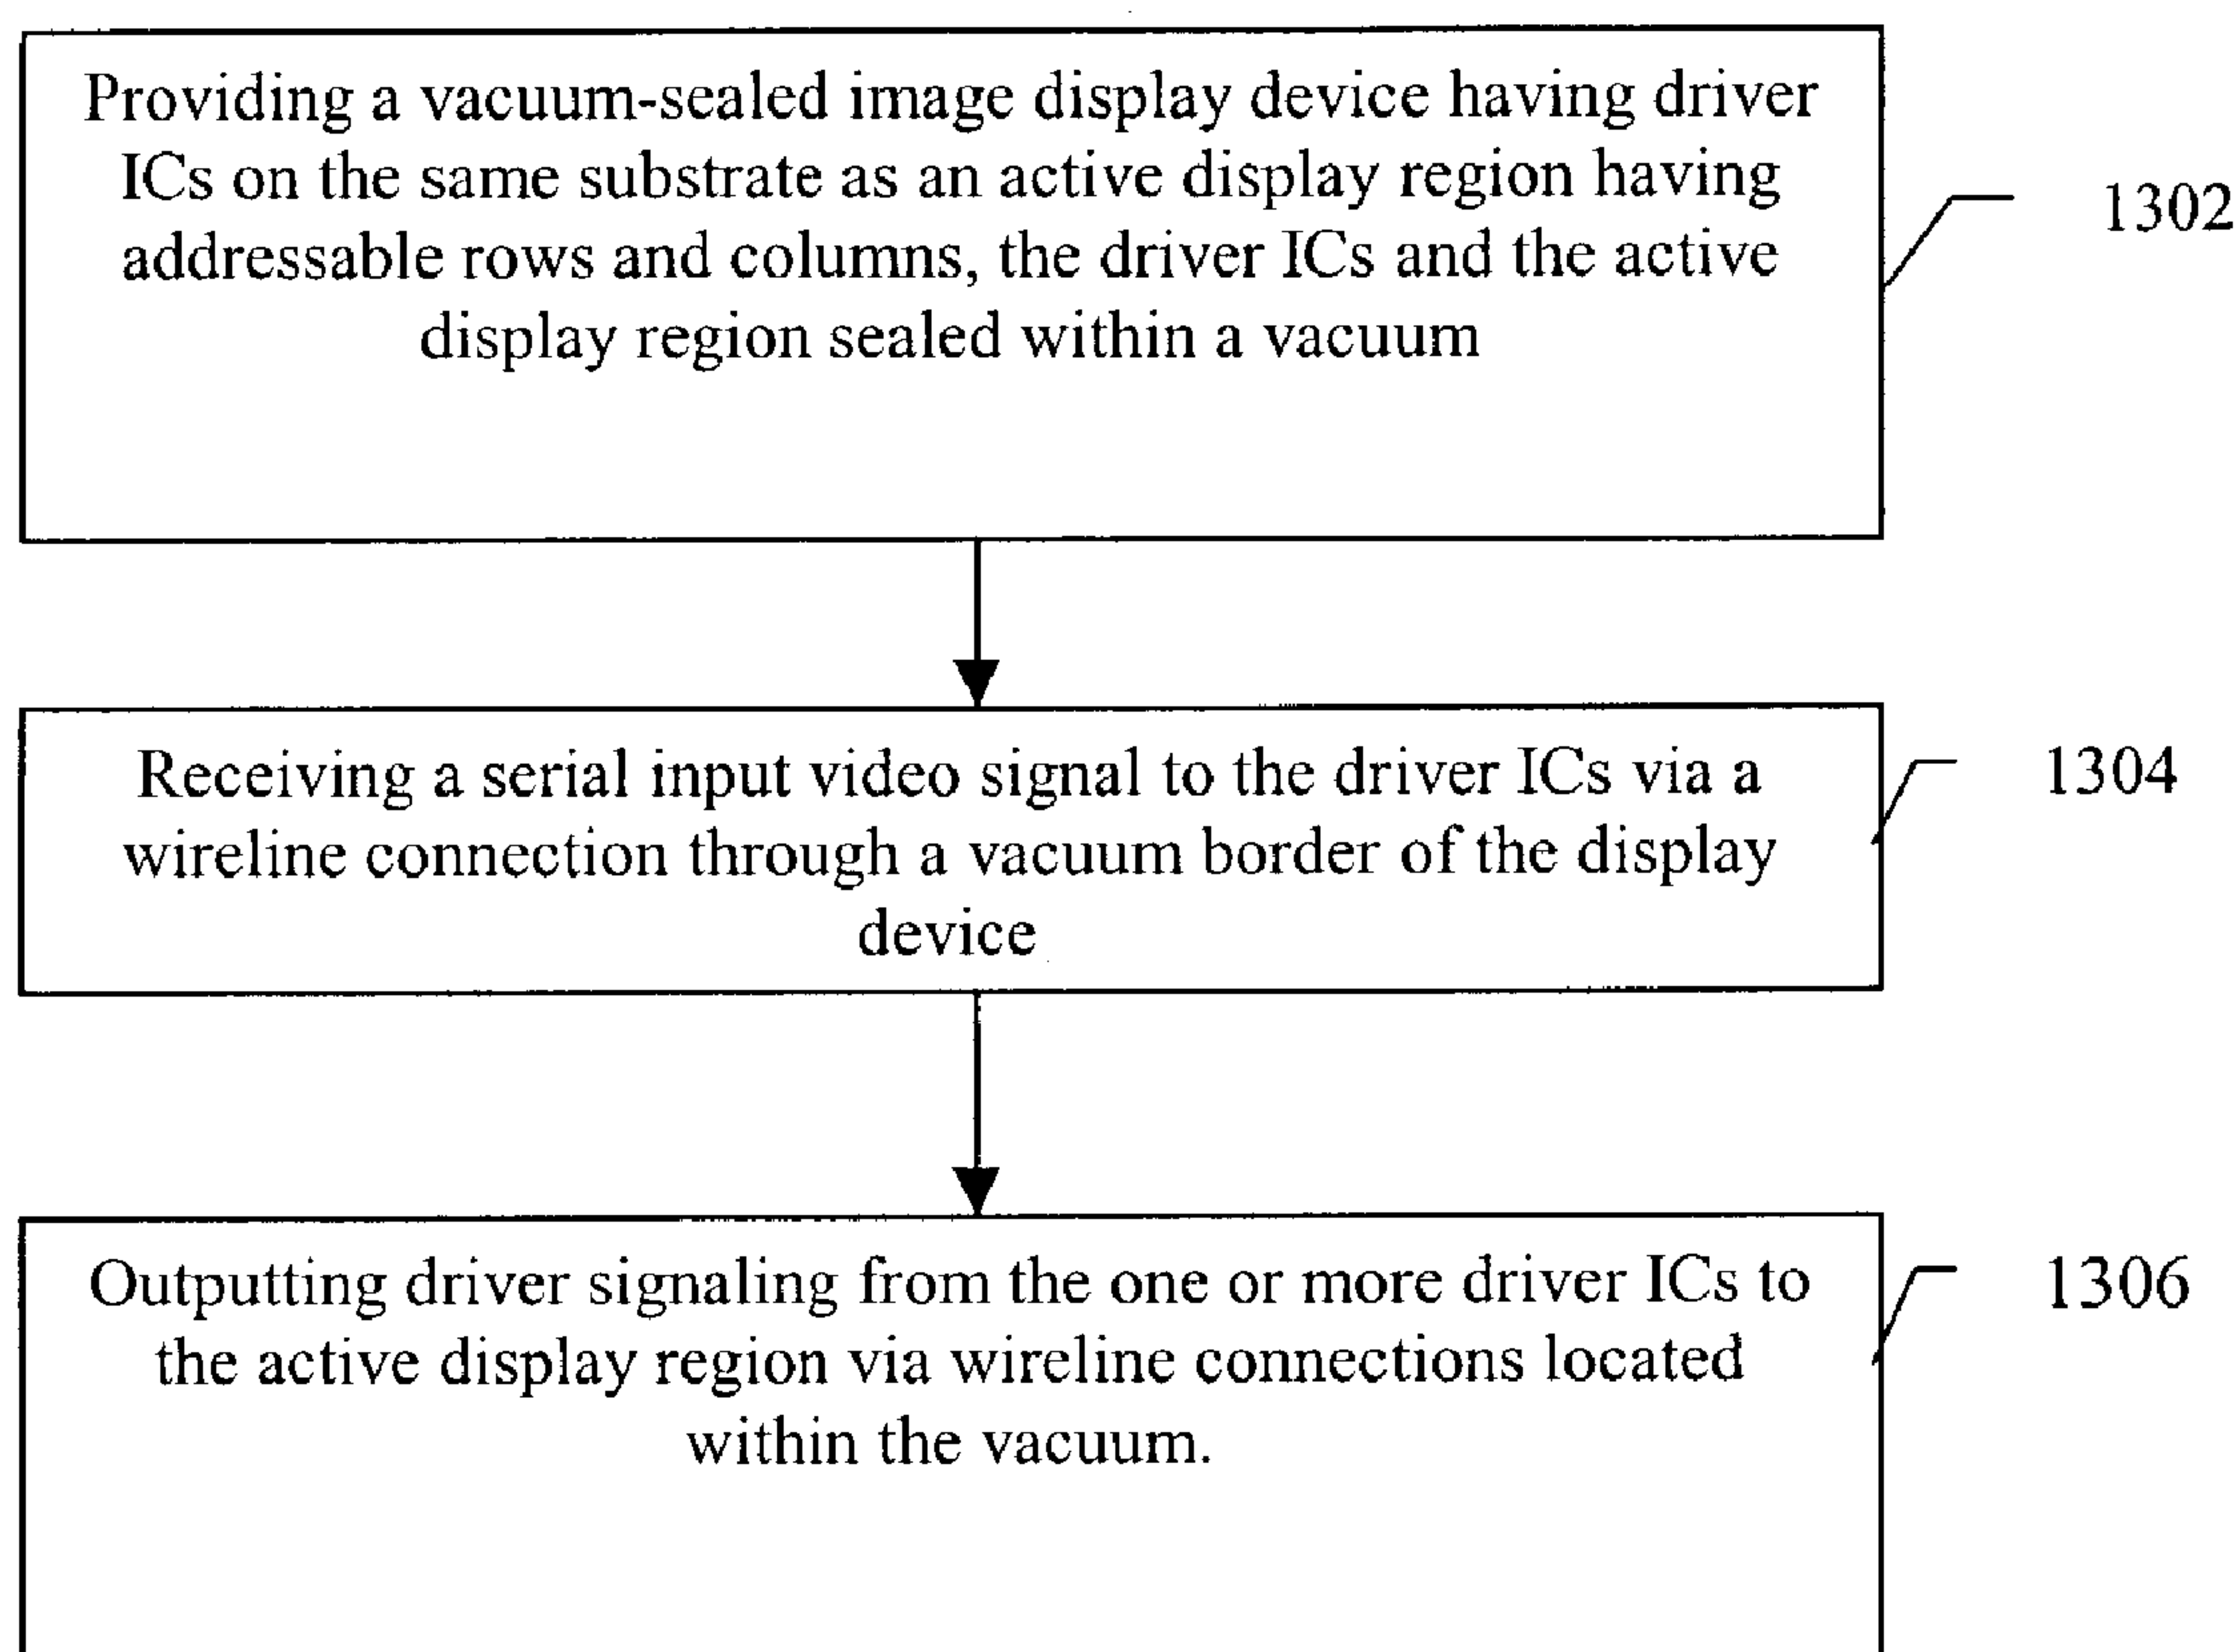 Providing a vacuum-sealed image display device having driver
ICs on the same substrate as an active display region having
addressable rows and columns, the driver ICs and the active
display region sealed within a vacuum
1302
Receiving a serial input video signal to the driver ICs via a
wireline connection through a vacuum border of the display
device
1304
Outputting driver signaling from the one or more driver ICs to
the active display region via wireline connections located
within the vacuum.
1306